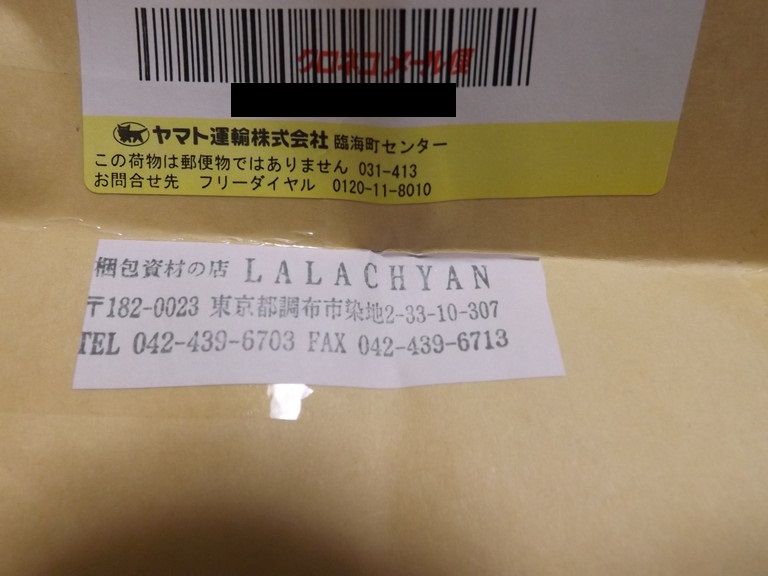 クロネコメール便
ヤマト運輸株式会社 臨海町センター
この荷物は郵便物ではありません 031-413
お問合せ先 フリーダイヤル 0120-11-8010
梱包資材の店 LALACHYAN
〒182-0023 東京都調布市染地2-33-10-307
TEL 042-439-6703 FAX 042-439-6713